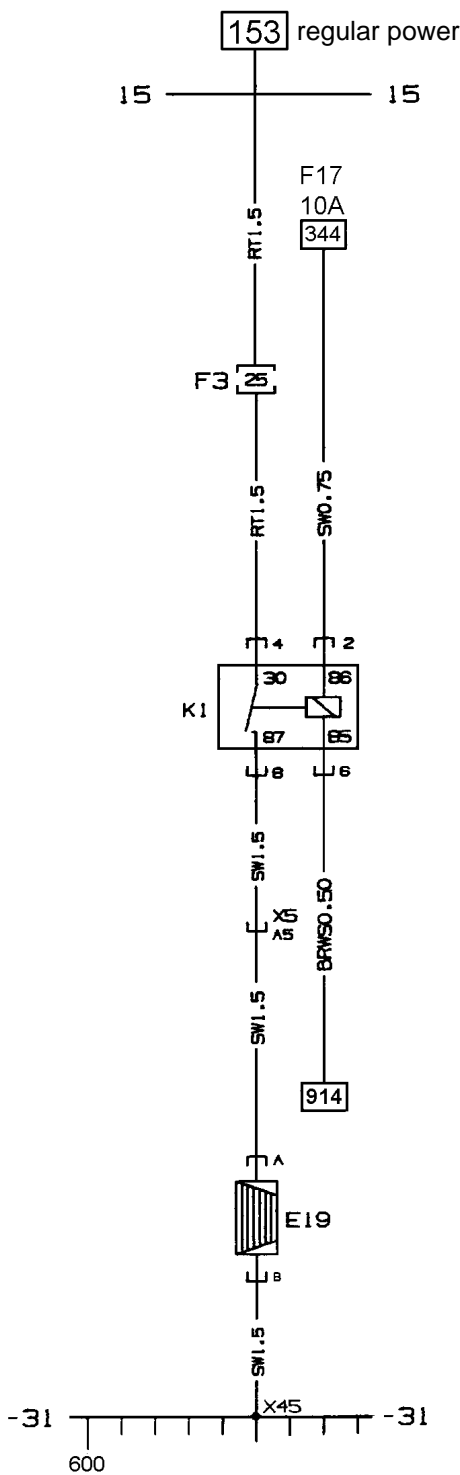 153 regular power
15 15
F17
10A
344
RT1.5
F3 25
RT1.5
SW0.75
4 2
30 86
K1
87 85
8 6
SW1.5
X5
A5
BRWS0.50
SW1.5
914
A
E19
B
SW1.5
X45
-31 -31
600